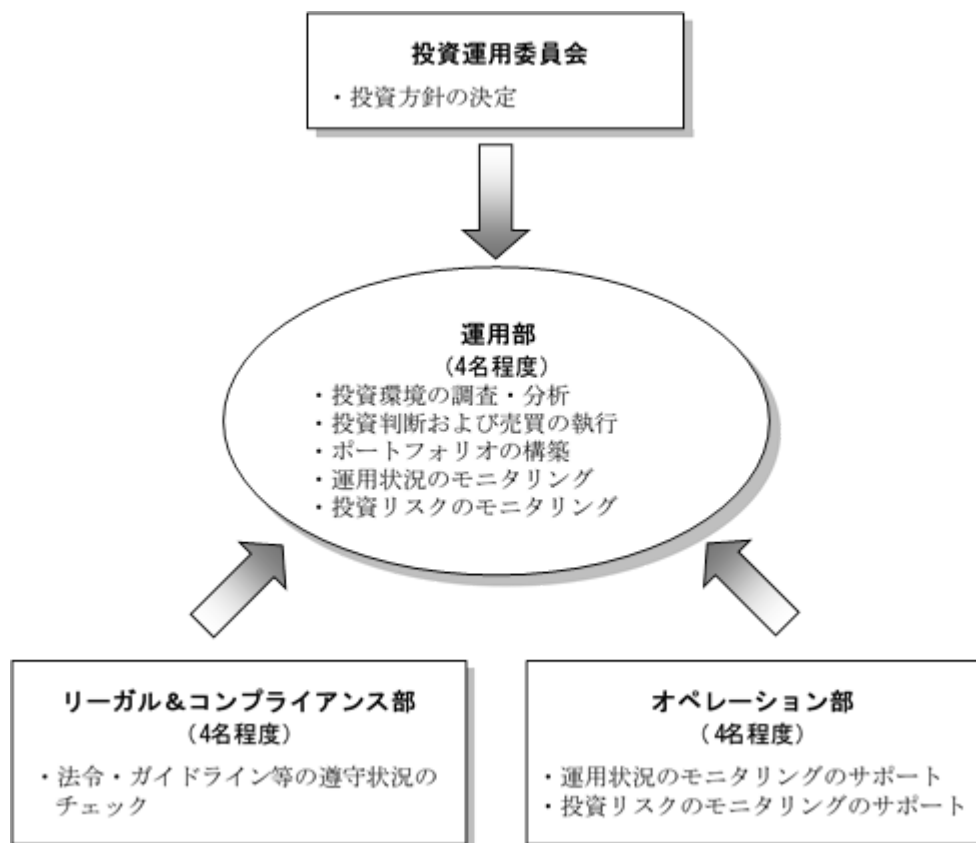 投資運用委員会
・投資方針の決定
運用部
（4名程度）
・投資環境の調査・分析
・投資判断および売買の執行
・ポートフォリオの構築
・運用状況のモニタリング
・投資リスクのモニタリング
リーガル＆コンプライアンス部
（4名程度）
・法令・ガイドライン等の遵守状況の
チェック
オペレーション部
（4名程度）
・運用状況のモニタリングのサポート
・投資リスクのモニタリングのサポート